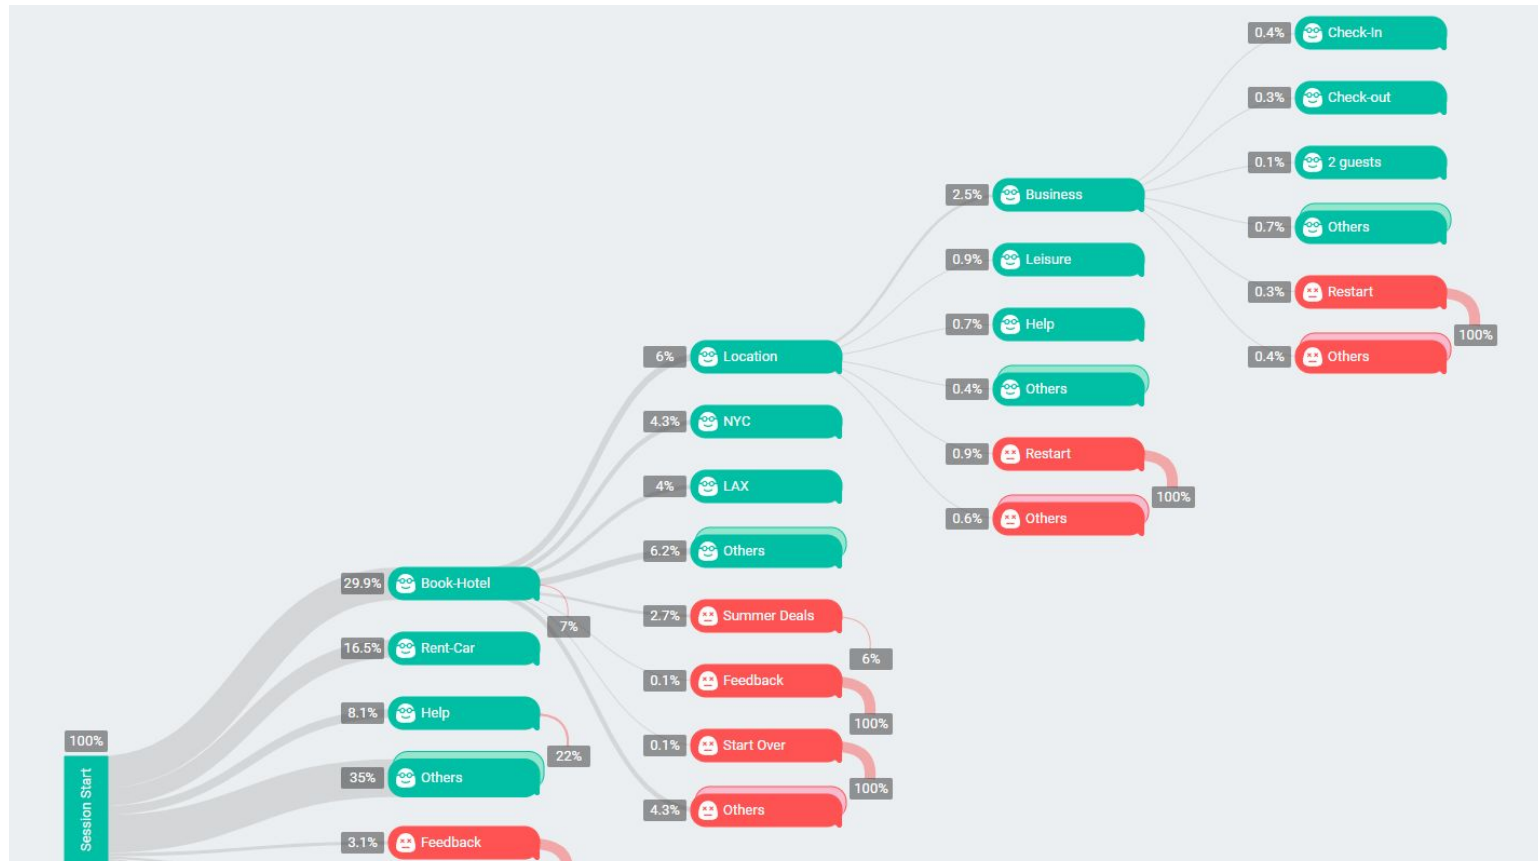 100%
Session Start
29.9% Book-Hotel
7%
16.5% Rent-Car
8.1% Help
22%
35% Others
3.1% Feedback
6% Location
4.3% NYC
4% LAX
6.2% Others
2.7% Summer Deals
6%
0.1% Feedback
100%
0.1% Start Over
100%
4.3% Others
2.5% Business
0.9% Leisure
0.7% Help
0.4% Others
0.9% Restart
100%
0.6% Others
0.4% Check-In
0.3% Check-out
0.1% 2 guests
0.7% Others
0.3% Restart
100%
0.4% Others